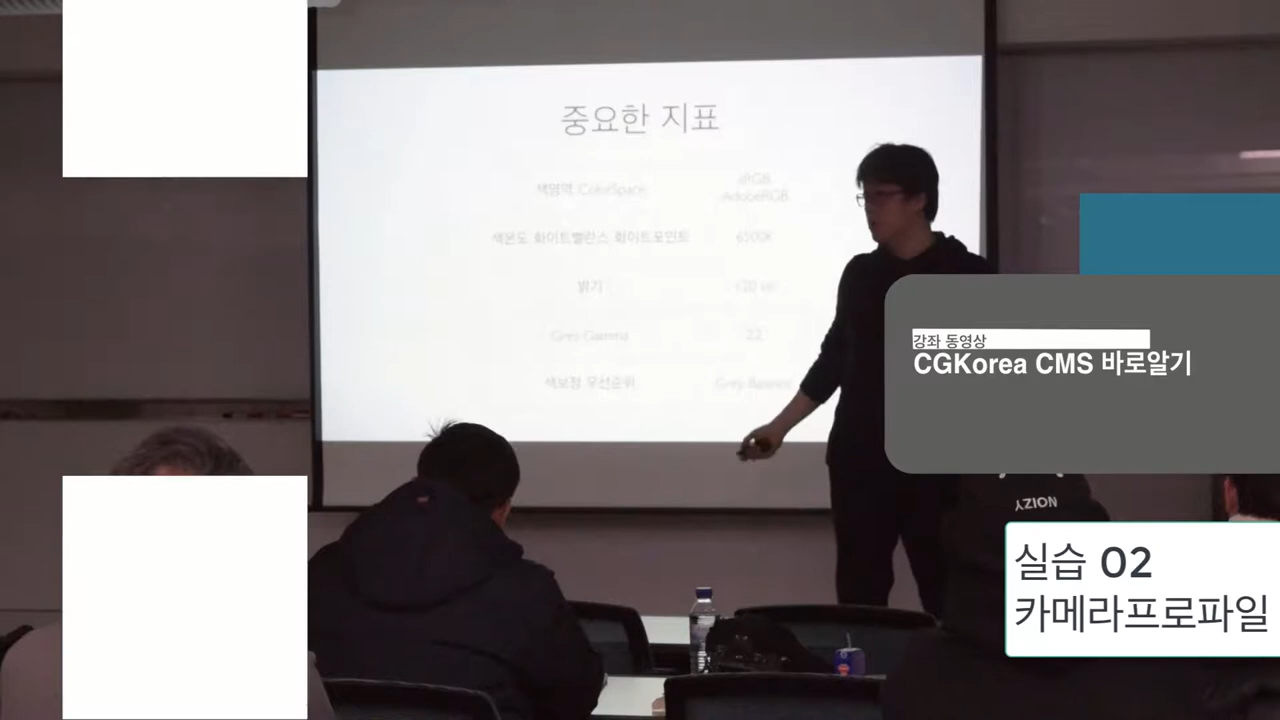 중요한 지표
색영역 ColorSpace
sRGB
AdobeRGB
색온도 화이트밸런스 화이트포인트
6500K
밝기
Grey Gamma
2.2
색보정 우선순위
Grey Balance
강좌 동영상
CGKorea CMS 바로알기
NOIZY
실습 02
카메라프로파일